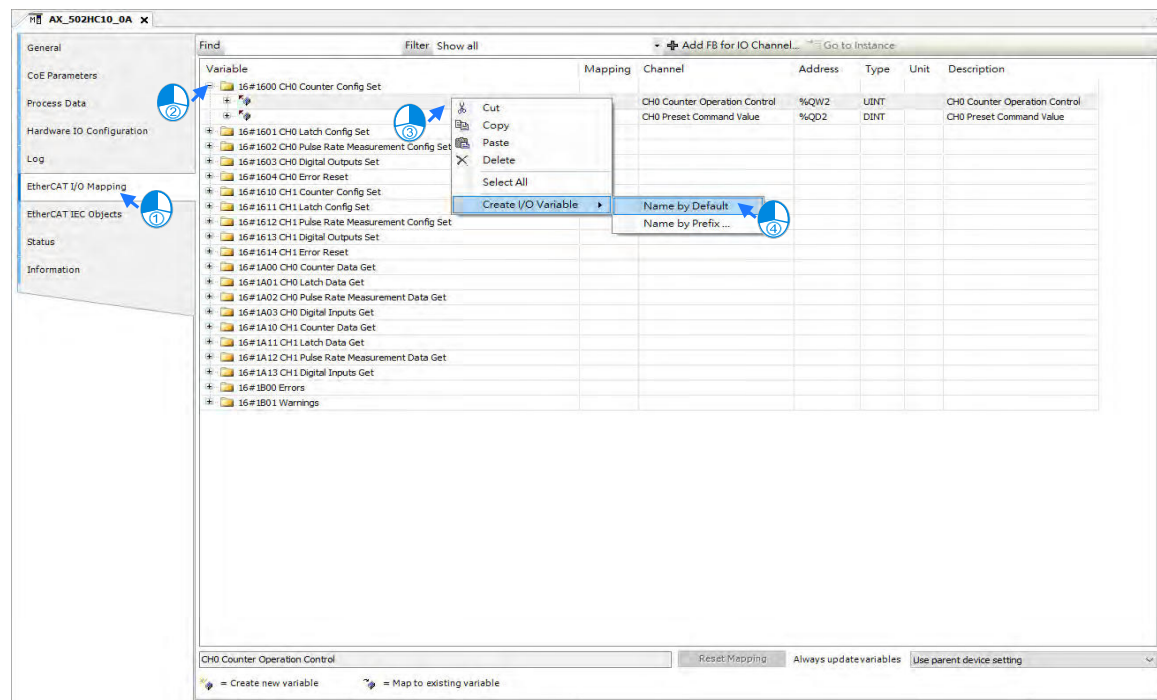 AX_502HC10_0A x
General
CoE Parameters
Process Data
Hardware IO Configuration
Log
EtherCAT I/O Mapping
EtherCAT IEC Objects
Status
Information
Find Filter Show all Add FB for IO Channel... Go to Instance
Variable Mapping Channel Address Type Unit Description
16#1600 CH0 Counter Config Set
CH0 Counter Operation Control %QW2 UINT CH0 Counter Operation Control
CH0 Preset Command Value %QD2 DINT CH0 Preset Command Value
16#1601 CH0 Latch Config Set
16#1602 CH0 Pulse Rate Measurement Config Set
16#1603 CH0 Digital Outputs Set
16#1604 CH0 Error Reset
16#1610 CH1 Counter Config Set
16#1611 CH1 Latch Config Set
16#1612 CH1 Pulse Rate Measurement Config Set
16#1613 CH1 Digital Outputs Set
16#1614 CH1 Error Reset
16#1A00 CH0 Counter Data Get
16#1A01 CH0 Latch Data Get
16#1A02 CH0 Pulse Rate Measurement Data Get
16#1A03 CH0 Digital Inputs Get
16#1A10 CH1 Counter Data Get
16#1A11 CH1 Latch Data Get
16#1A12 CH1 Pulse Rate Measurement Data Get
16#1A13 CH1 Digital Inputs Get
16#1B00 Errors
16#1B01 Warnings
Cut
Copy
Paste
Delete
Select All
Create I/O Variable
Name by Default
Name by Prefix ...
1
2
3
4
CH0 Counter Operation Control Reset Mapping Always update variables Use parent device setting
= Create new variable = Map to existing variable